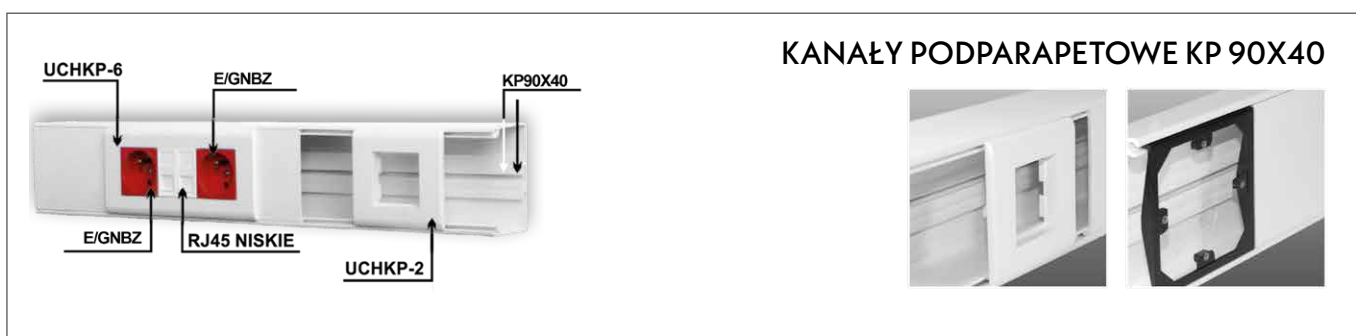 KANAŁY PODPARAPETOWE KP 90X40
UCHKP-6
E/GNBZ
KP90X40
E/GNBZ
RJ45 NISKIE
UCHKP-2